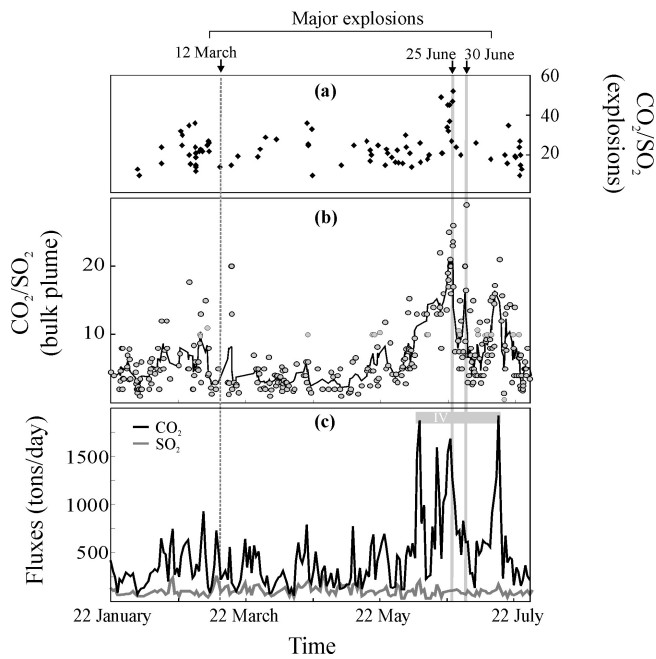 Major explosions
12 March
25 June
30 June
(a)
60
40
20
CO2/SO2
(explosions)
(b)
20
10
CO2/SO2
(bulk plume)
(c)
IV
CO2
SO2
1500
1000
500
Fluxes (tons/day)
22 January
22 March
22 May
22 July
Time